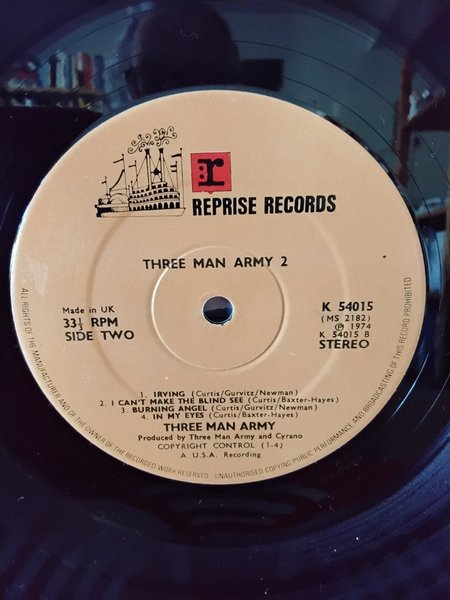 r:
REPRISE RECORDS
THREE MAN ARMY 2
Made in UK
33⅓ RPM
SIDE TWO
K 54015
(MS 2182)
℗ 1974
K 54015 B
STEREO
1. IRVING (Curtis/Gurvitz/Newman)
2. I CAN'T MAKE THE BLIND SEE (Curtis/Baxter-Hayes)
3. BURNING ANGEL (Curtis/Gurvitz/Newman)
4. IN MY EYES (Curtis/Baxter-Hayes)
THREE MAN ARMY
Produced by Three Man Army and Cyrano
COPYRIGHT CONTROL (1-4)
A U.S.A. Recording
ALL RIGHTS OF THE MANUFACTURER AND OF THE OWNER OF THE RECORDED WORK RESERVED UNAUTHORISED COPYING PUBLIC PERFORMANCE AND BROADCASTING OF THIS RECORD PROHIBITED